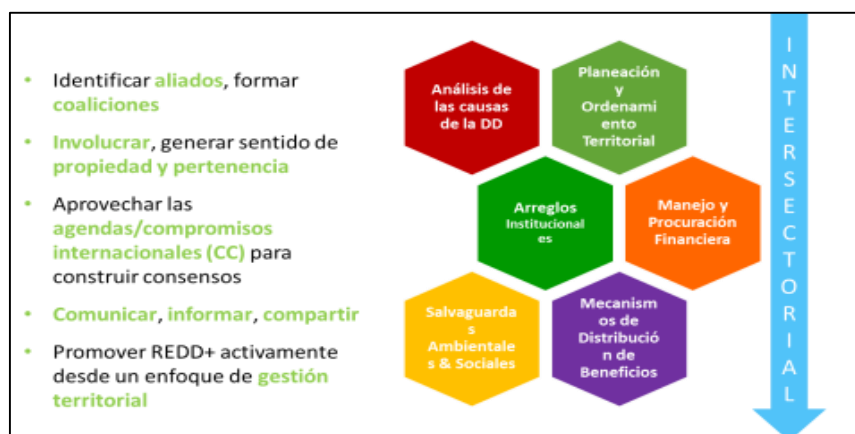 • Identificar aliados, formar
coaliciones
• Involucrar, generar sentido de
propiedad y pertenencia
• Aprovechar las
agendas/compromisos
internacionales (CC) para
construir consensos
• Comunicar, informar, compartir
• Promover REDD+ activamente
desde un enfoque de gestión
territorial
Análisis de
las causas
de la DD
Planeación
y
Ordenami
ento
Territorial
Arreglos
Institucional
es
Manejo y
Procuración
Financiera
Salvaguarda
s
Ambientale
s & Sociales
Mecanism
os de
Distribució
n de
Beneficios
INTERSECTORIAL